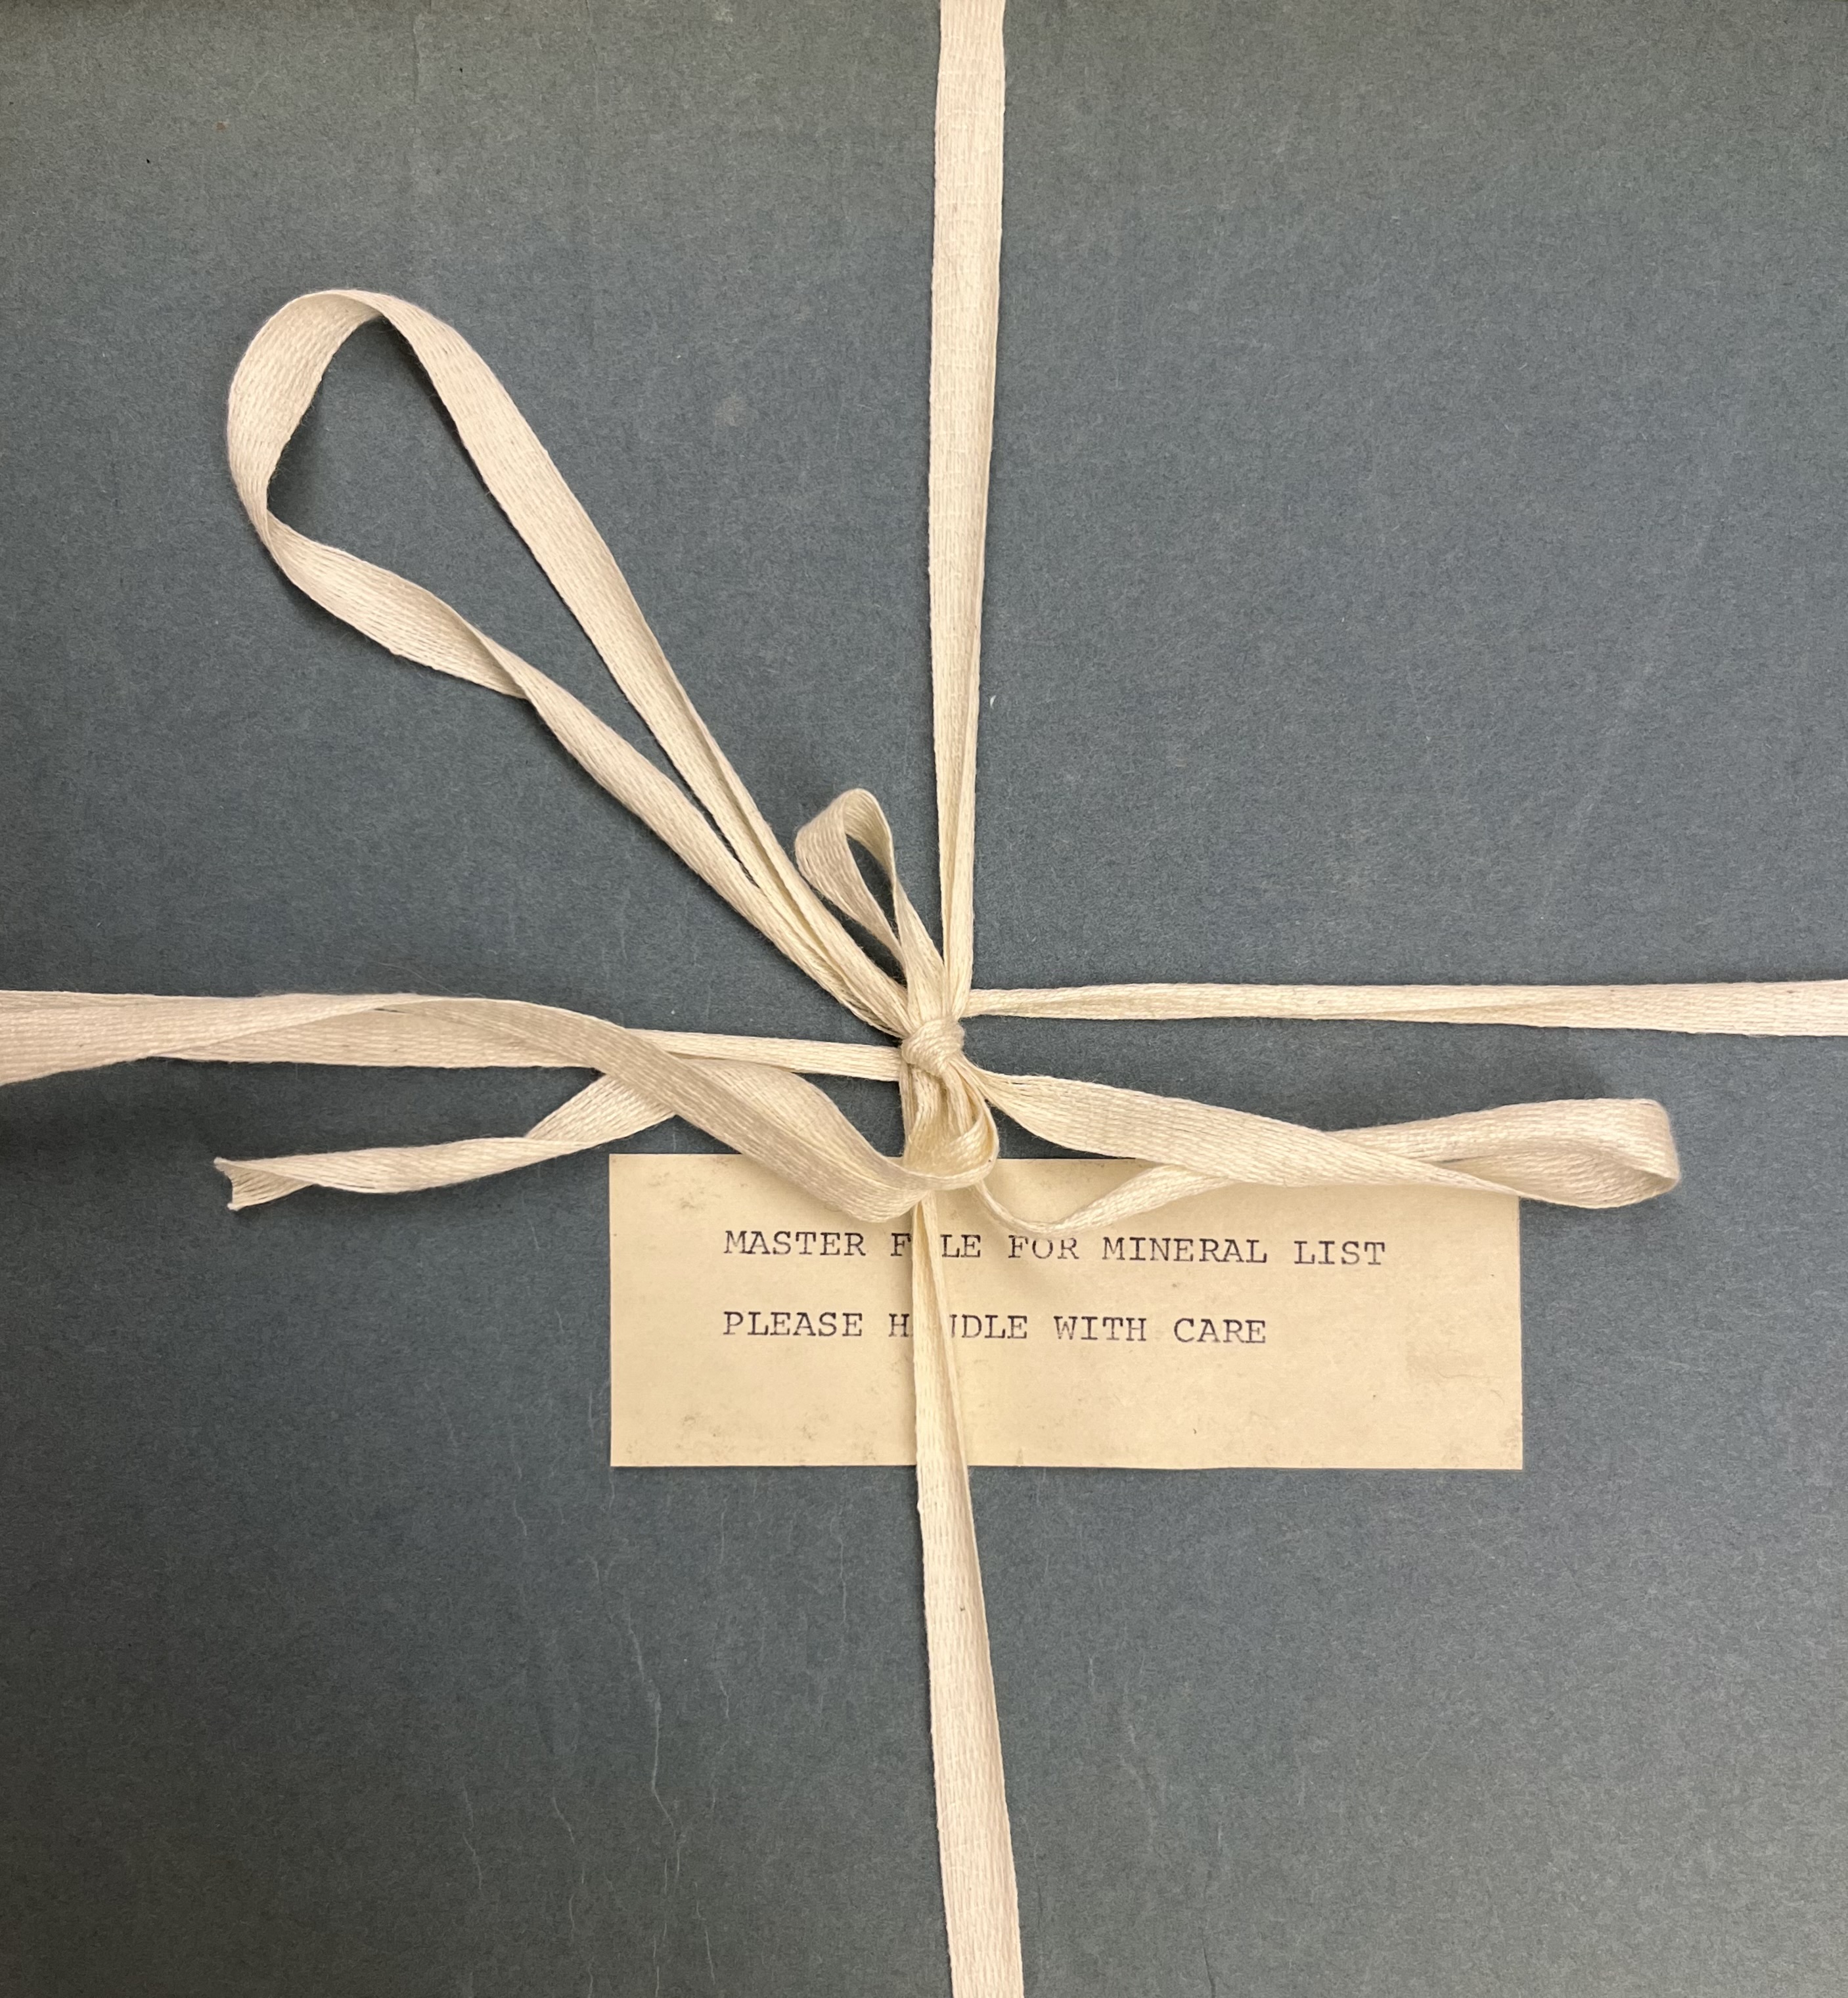 MASTER FILE FOR MINERAL LIST
PLEASE HANDLE WITH CARE